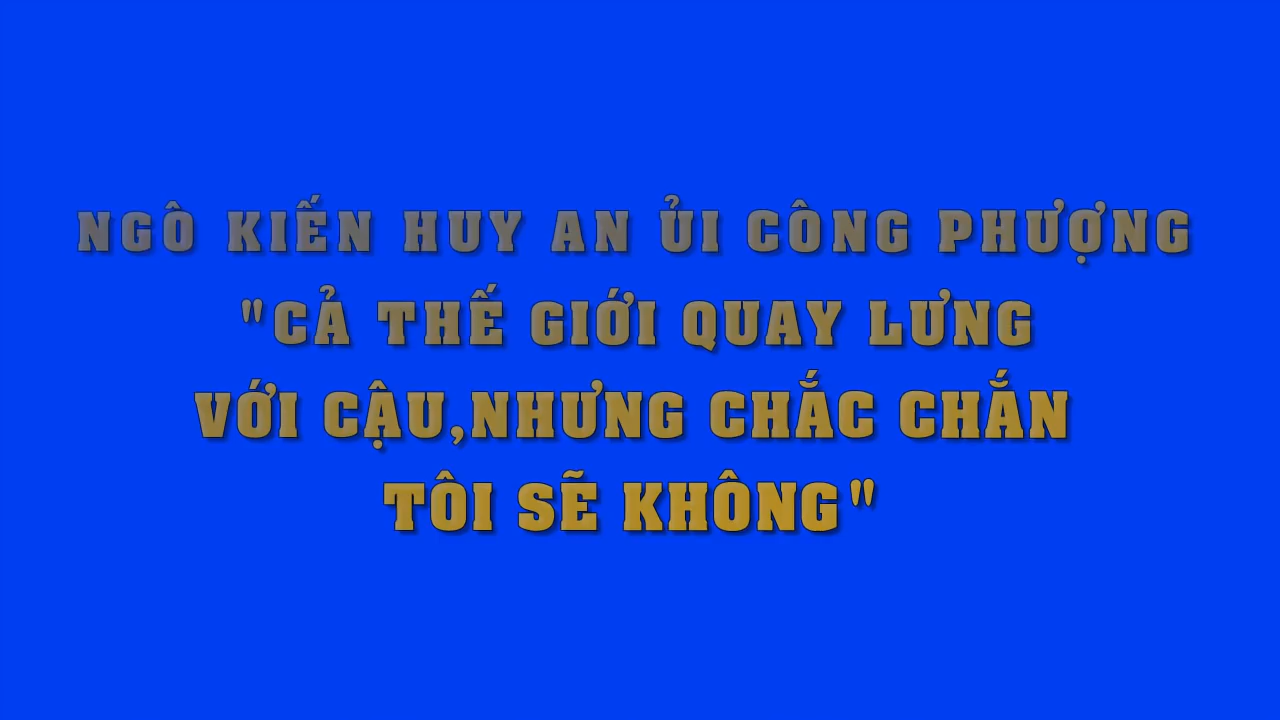 NGÔ KIẾN HUY AN ỦI CÔNG PHƯỢNG
"CẢ THẾ GIỚI QUAY LƯNG
VỚI CẬU,NHƯNG CHẮC CHẮN
TÔI SẼ KHÔNG"